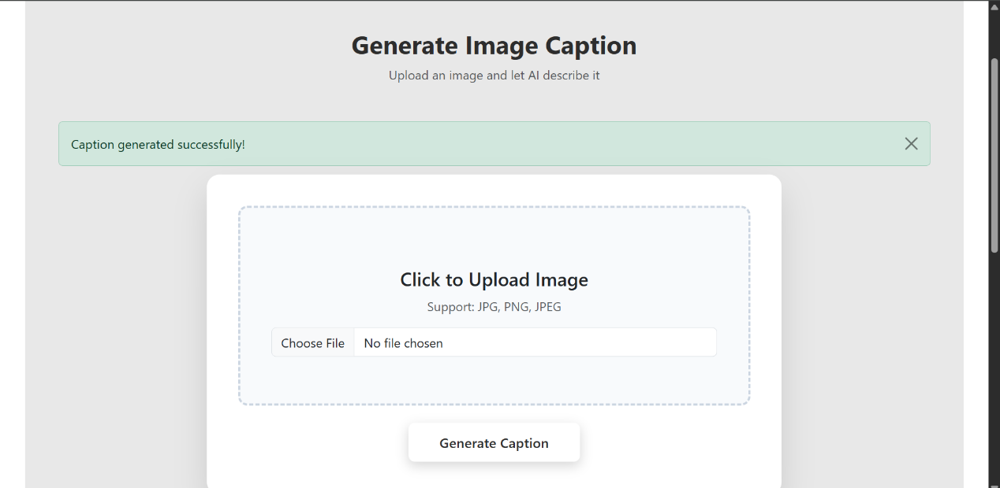 Generate Image Caption
Upload an image and let AI describe it
Caption generated successfully!
Click to Upload Image
Support: JPG, PNG, JPEG
Choose File No file chosen
Generate Caption